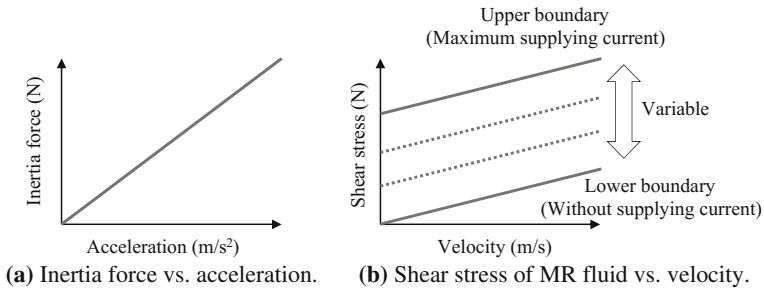 Inertia force (N)
Acceleration (m/s²)
(a) Inertia force vs. acceleration.
Upper boundary
(Maximum supplying current)
Shear stress (N)
Variable
Lower boundary
(Without supplying current)
Velocity (m/s)
(b) Shear stress of MR fluid vs. velocity.